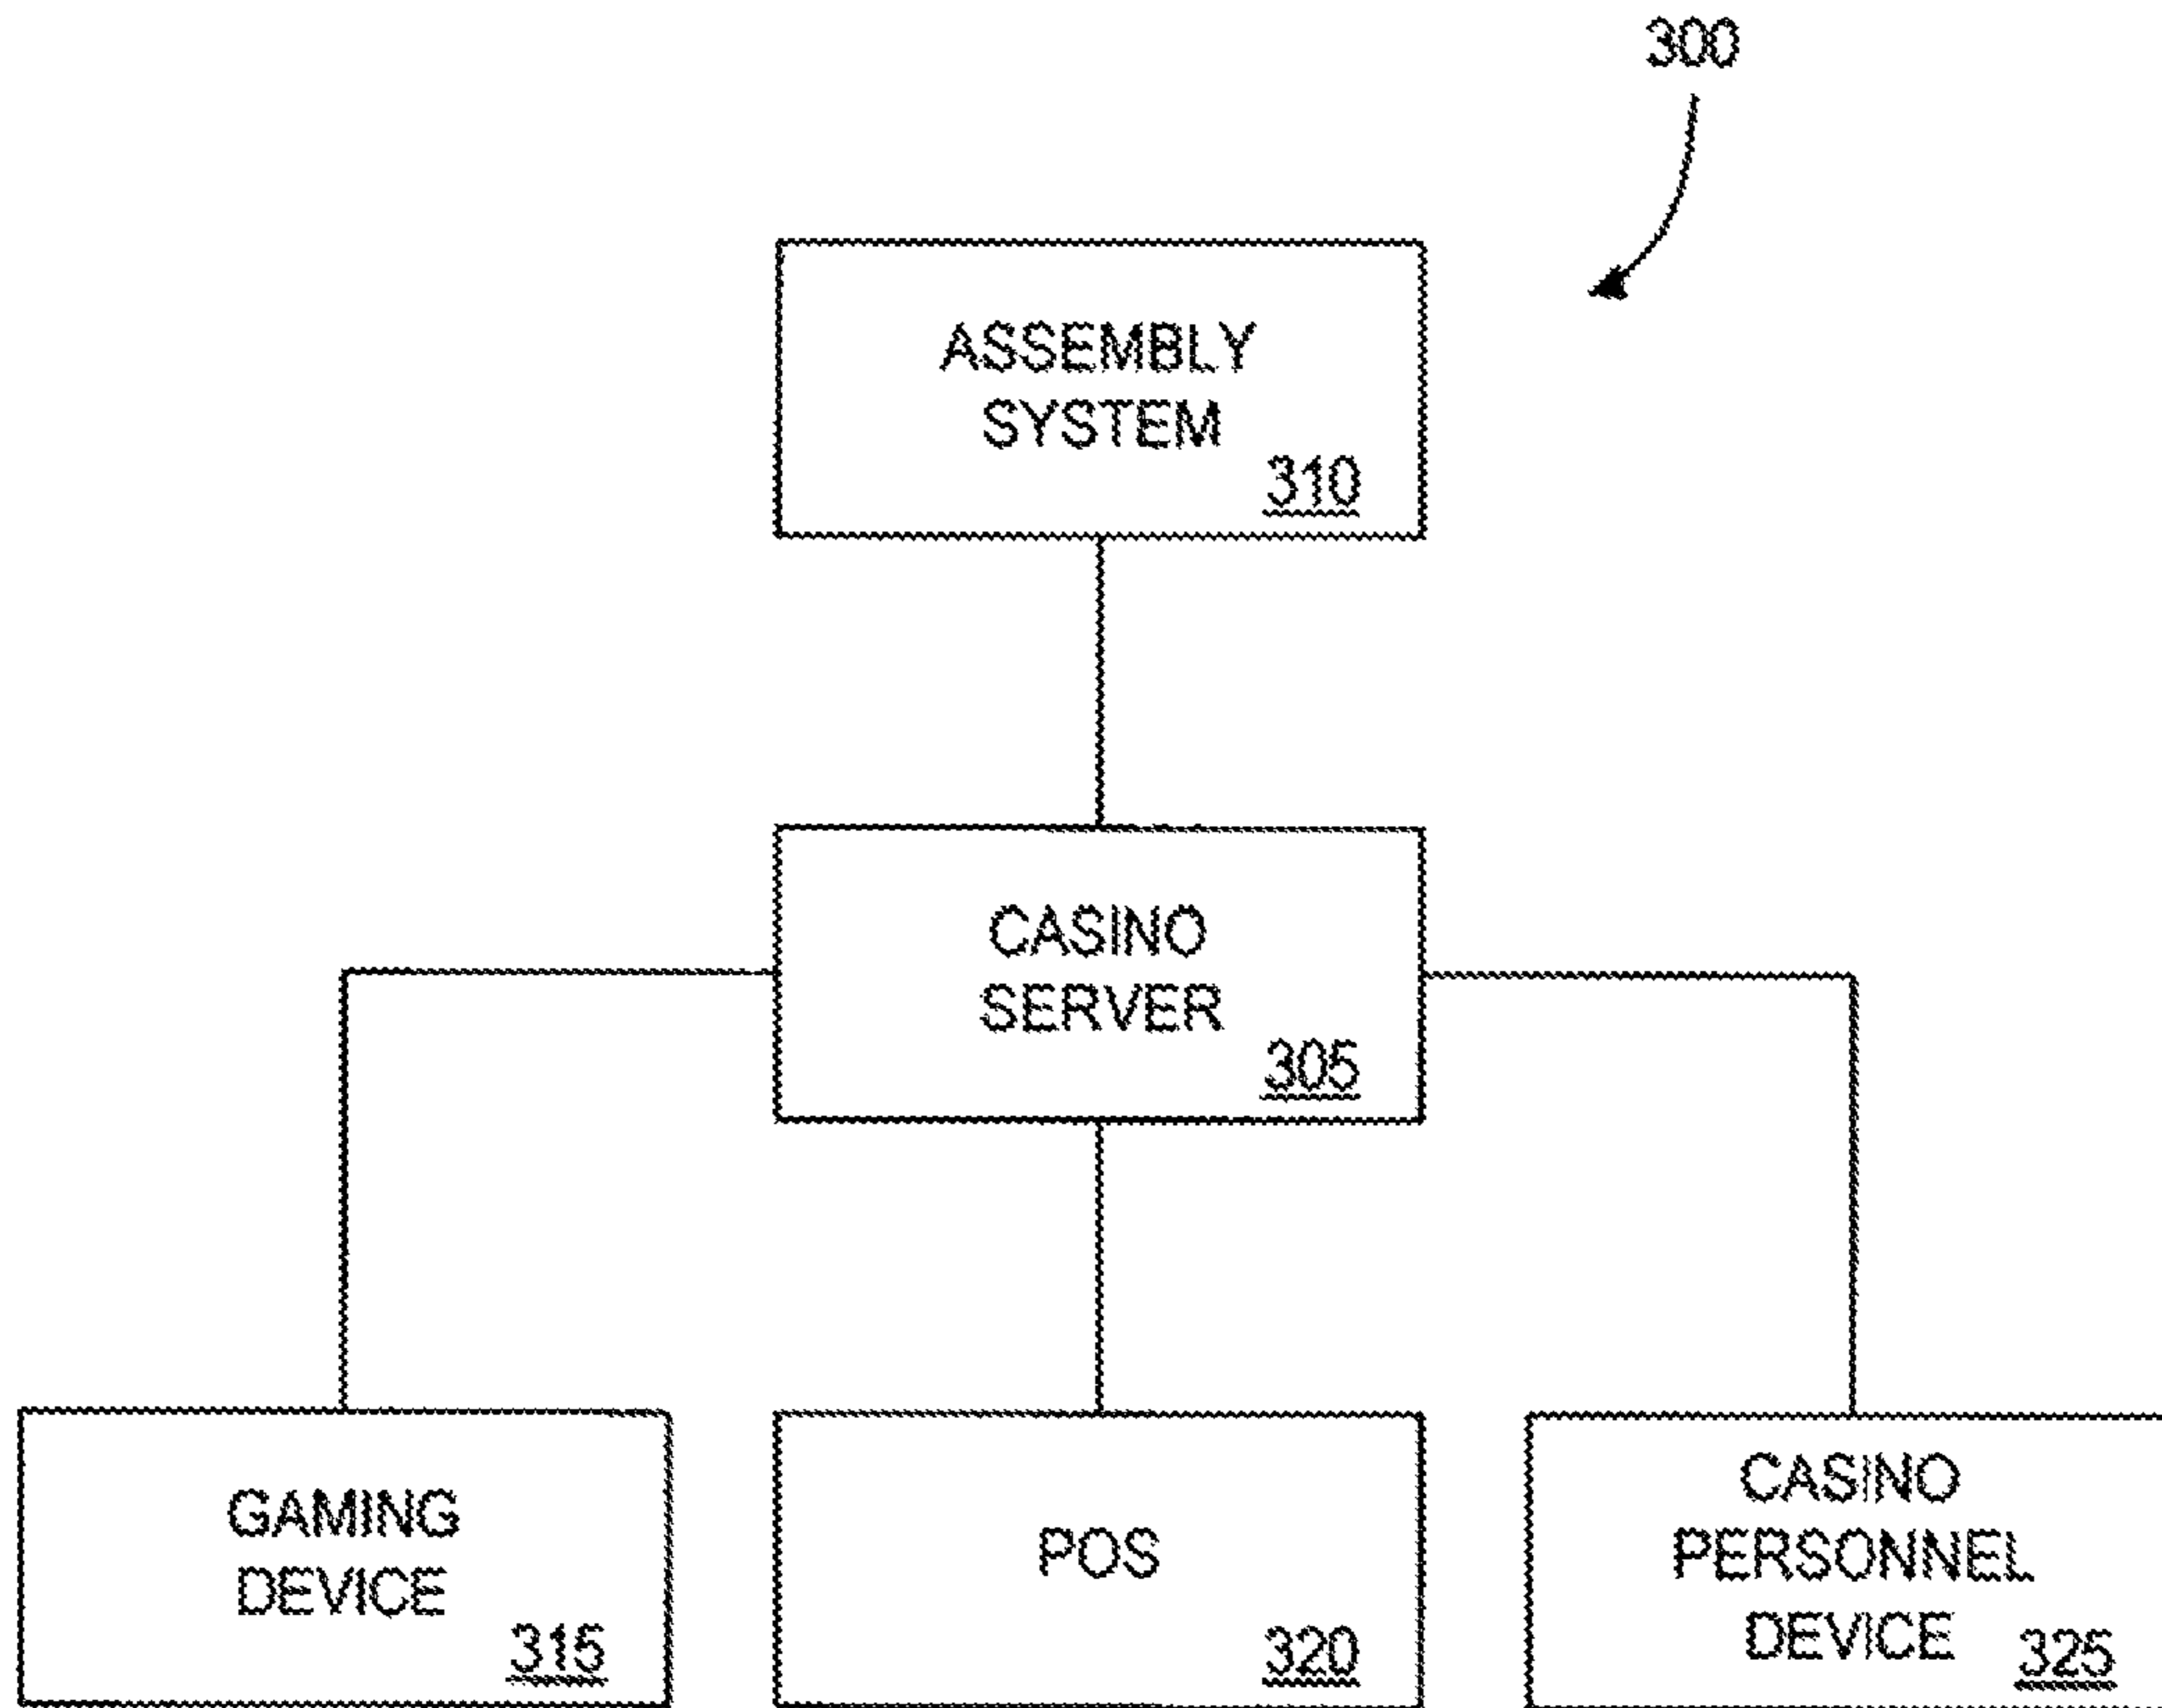 300
ASSEMBLY
SYSTEM
310
CASINO
SERVER
305
GAMING
DEVICE
315
POS
320
CASINO
PERSONNEL
DEVICE
325